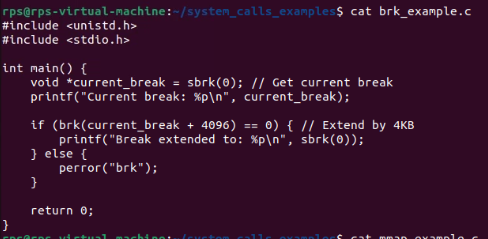 rps@rps-virtual-machine:~/system_calls_examples$ cat brk_example.c
#include <unistd.h>
#include <stdio.h>

int main() {
    void *current_break = sbrk(0); // Get current break
    printf("Current break: %p\n", current_break);

    if (brk(current_break + 4096) == 0) { // Extend by 4KB
        printf("Break extended to: %p\n", sbrk(0));
    } else {
        perror("brk");
    }

    return 0;
}
rps@rps-virtual-machine:~/system_calls_examples$ cat mmap_example.c